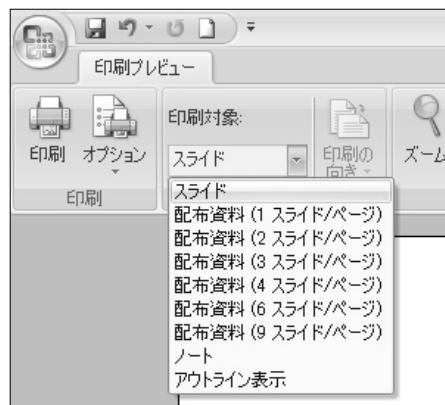 印刷プレビュー
印刷
オプション
印刷対象:
スライド
印刷の
向き
ズーム
印刷
スライド
配布資料 (1 スライド/ページ)
配布資料 (2 スライド/ページ)
配布資料 (3 スライド/ページ)
配布資料 (4 スライド/ページ)
配布資料 (6 スライド/ページ)
配布資料 (9 スライド/ページ)
ノート
アウトライン表示